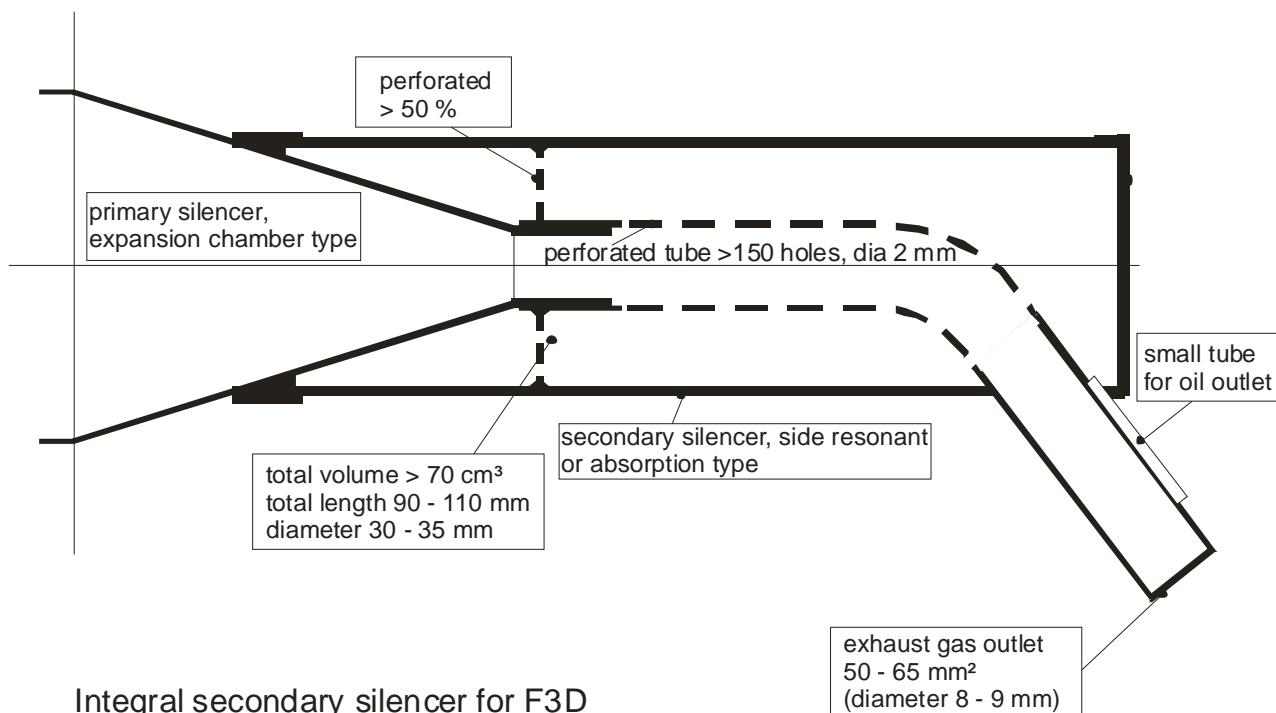 perforated
> 50 %
primary silencer,
expansion chamber type
perforated tube >150 holes, dia 2 mm
small tube
for oil outlet
secondary silencer, side resonant
or absorption type
total volume > 70 cm³
total length 90 - 110 mm
diameter 30 - 35 mm
exhaust gas outlet
50 - 65 mm²
(diameter 8 - 9 mm)
Integral secondary silencer for F3D